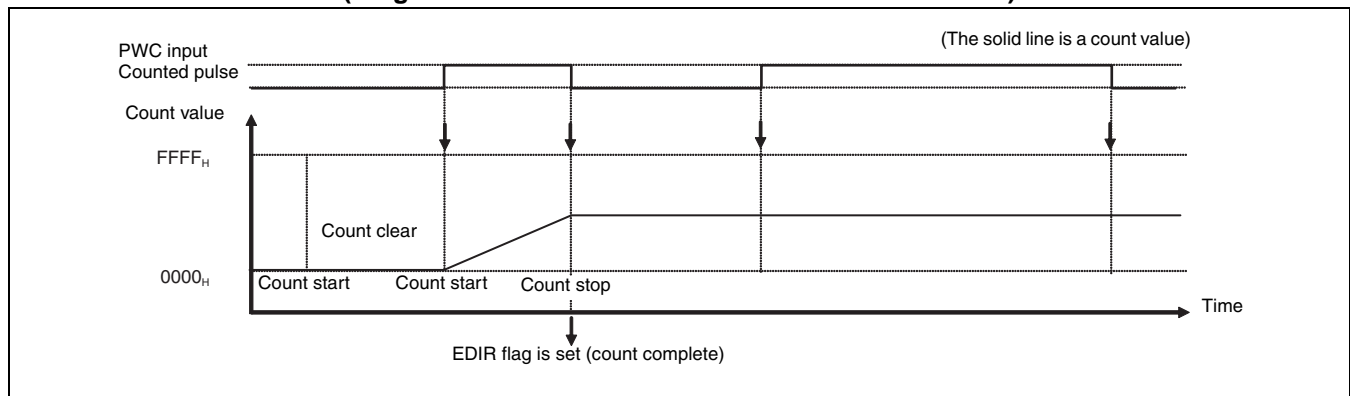 (The solid line is a count value)
PWC input
Counted pulse
Count value
FFFFH
Count clear
0000H
Count start Count start Count stop
Time
EDIR flag is set (count complete)